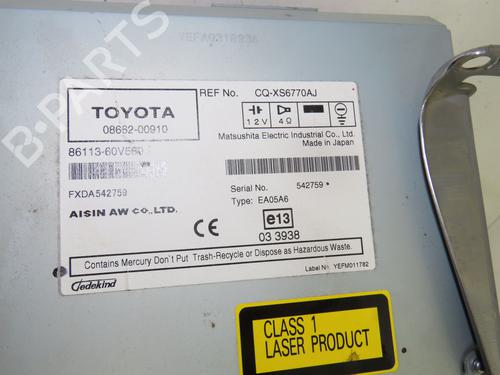 YEFA0318236
REF No. CQ-XS6770AJ
TOYOTA
08662-00910
12V 4Ω
Matsushita Electric Industrial Co., Ltd.
Made in Japan
86113-60V560
FXDA542759
Serial No. 542759
Type: EA05A6
AISIN AW CO., LTD.
CE
e13
03 3938
Contains Mercury Don't Put Trash-Recycle or Dispose as Hazardous Waste.
Gedekind
Label No. YEFM011782
CLASS 1
LASER PRODUCT
B-PARTS